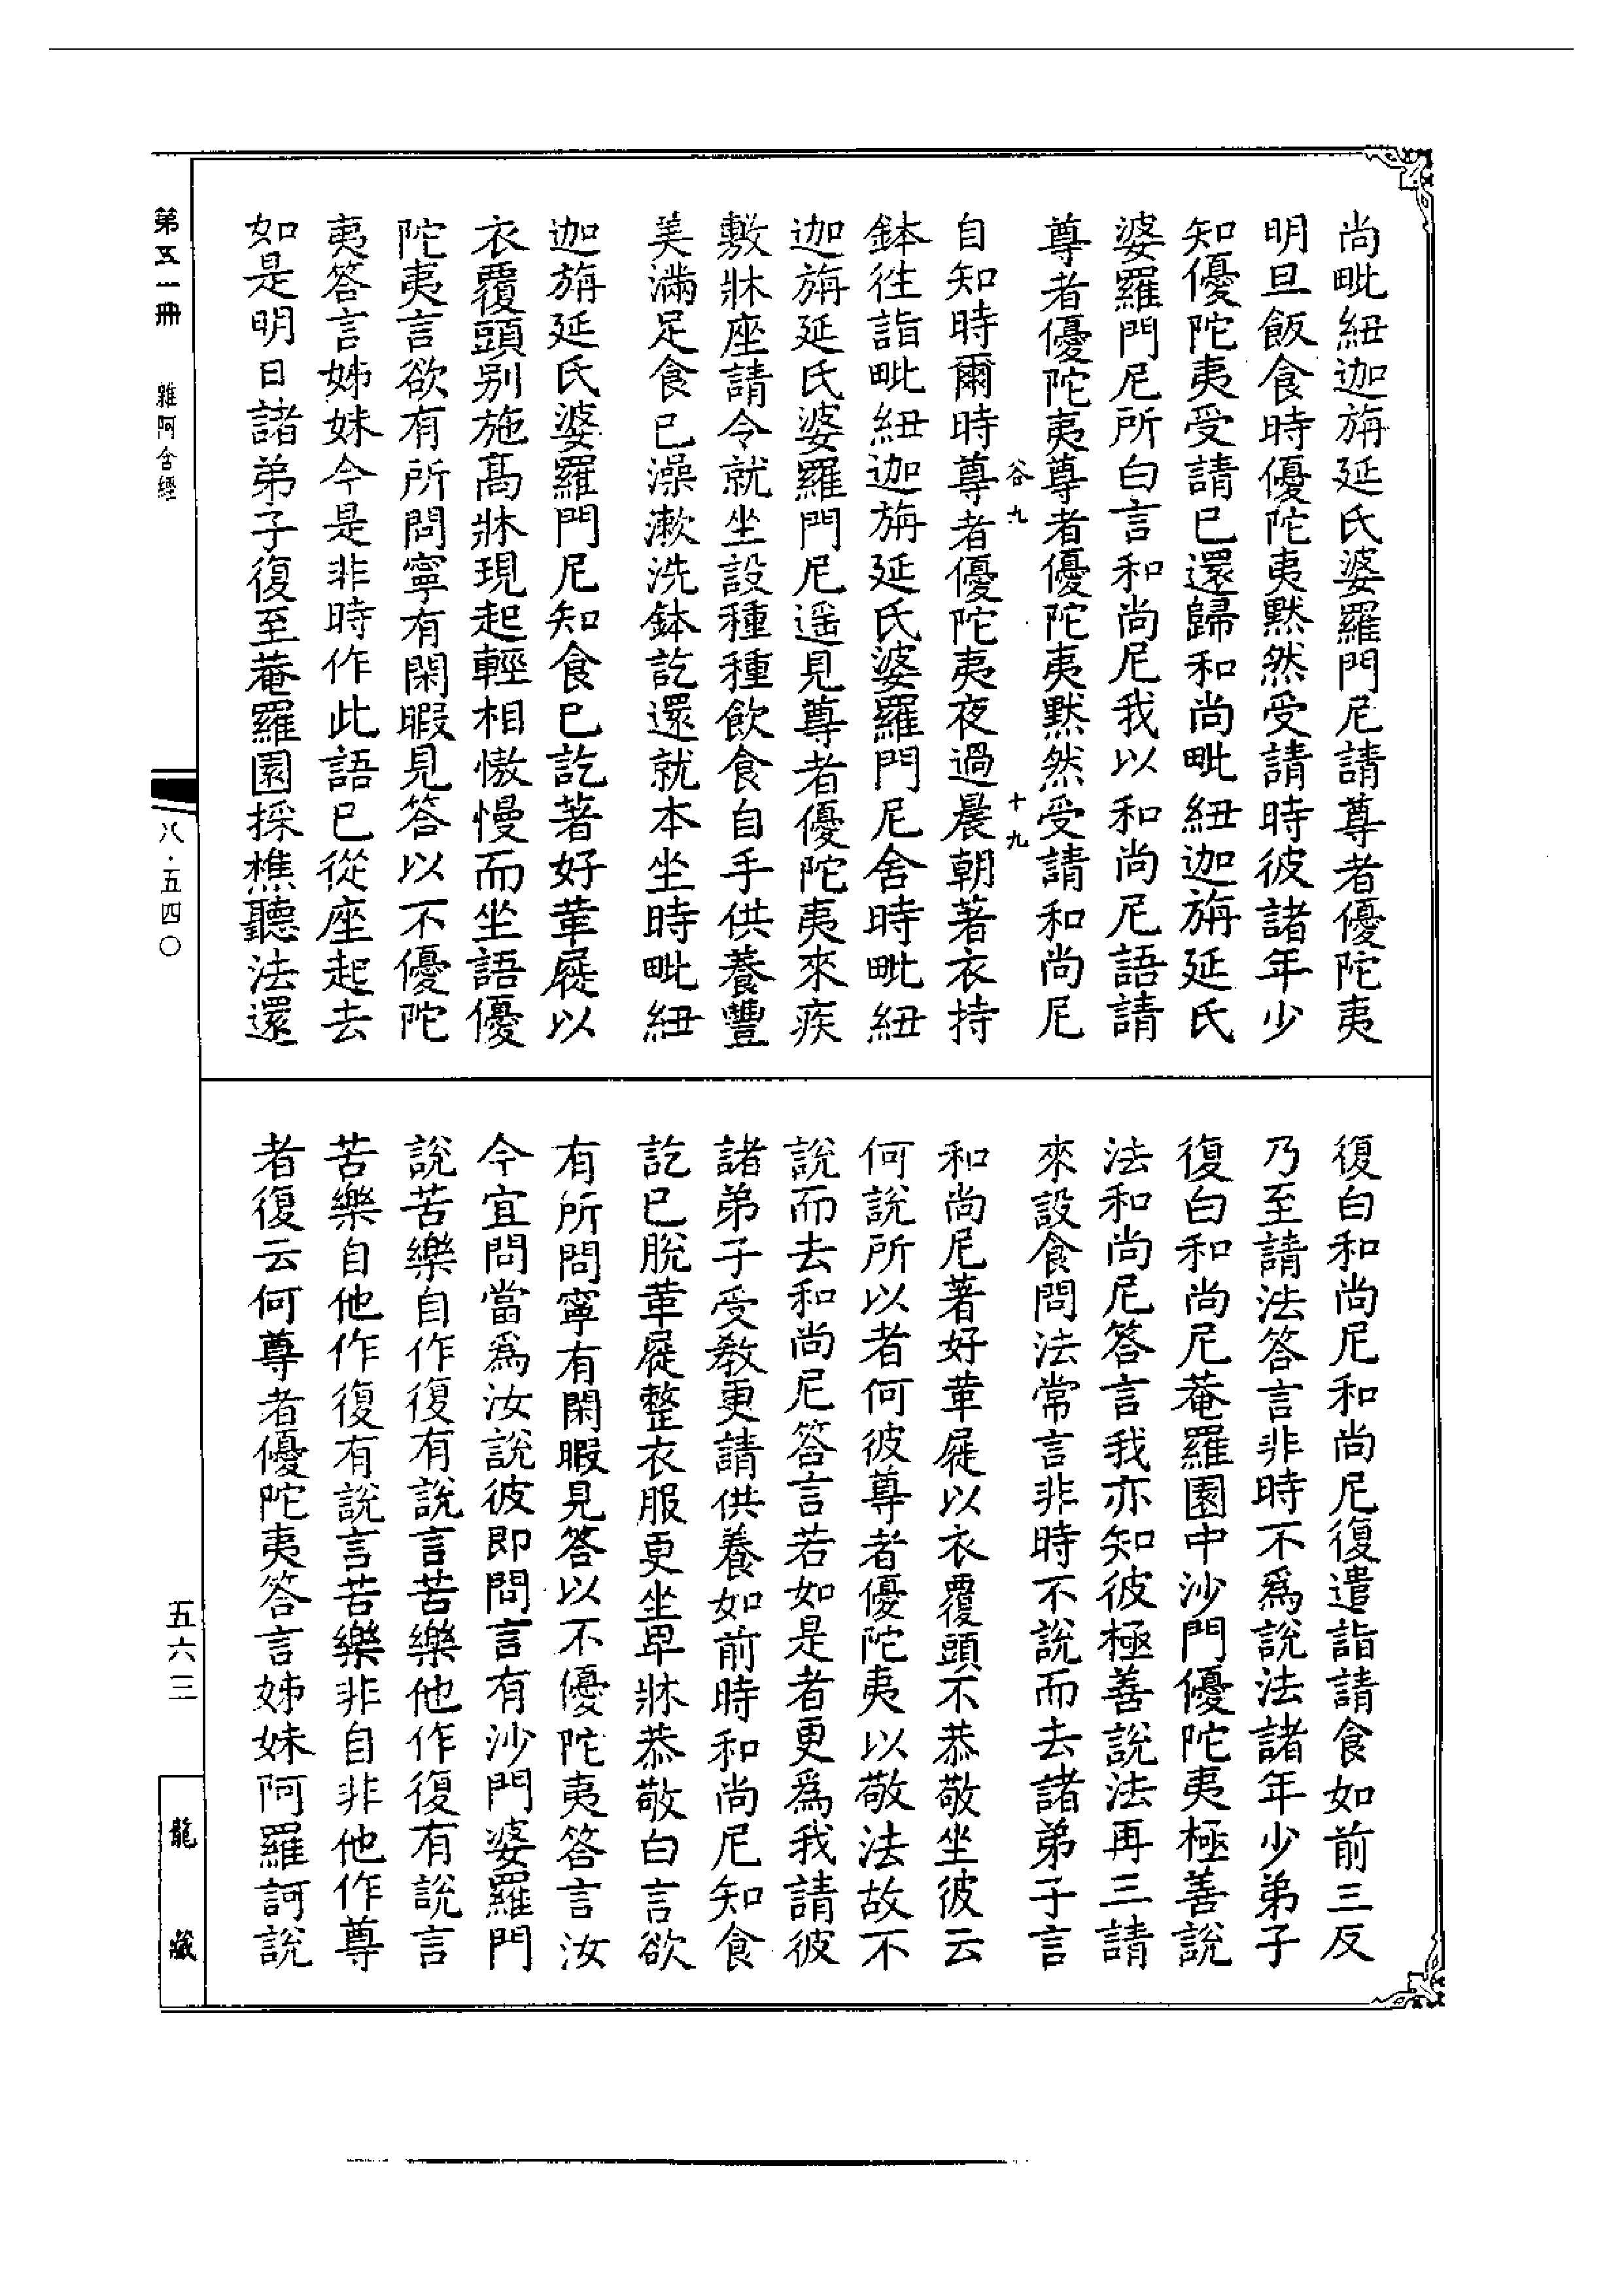 尚毗紐迦旃延氏婆羅門尼請尊者優陀夷
明旦飯食時優陀夷默然受請時彼諸年少
知優陀夷受請已還歸和尚毗紐迦旃延氏
婆羅門尼所白言和尚尼我以和尚尼語請
尊者優陀夷尊者優陀夷默然受請和尚尼
谷九
十九
自知時爾時尊者優陀夷夜過晨朝著衣持
鉢徃詣毗紐迦旃延氏婆羅門尼舍時毗紐
迦旃延氏婆羅門尼遥見尊者優陀夷來疾
敷牀座請令就坐設種種飲食自手供養豐
美滿足食已澡漱洗鉢訖還就本坐時毗紐
迦旃延氏婆羅門尼知食已訖著好革屣以
衣覆頭别施髙牀現起輕相慠慢而坐語優
陀夷言欲有所問寧有閑暇見答以不優陀
夷答言姊妹今是非時作此語已從座起去
如是明日諸弟子復至菴羅園採樵聽法還
復白和尚尼和尚尼復遣詣請食如前三反
乃至請法答言非時不爲說法諸年少弟子
復白和尚尼菴羅園中沙門優陀夷極善說
法和尚尼答言我亦知彼極善說法再三請
來設食問法常言非時不說而去諸弟子言
和尚尼著好革屣以衣覆頭不恭敬坐彼云
何說所以者何彼尊者優陀夷以敬法故不
說而去和尚尼答言若如是者更爲我請彼
諸弟子受教更請供養如前時和尚尼知食
訖已脫革屣整衣服更坐卑牀恭敬白言欲
有所問寧有閑暇見答以不優陀夷答言汝
今宜問當爲汝說彼即問言有沙門婆羅門
說苦樂自作復有說言苦樂他作復有說言
苦樂自他作復有說言苦樂非自非他作尊
者復云何尊者優陀夷答言姊妹阿羅訶說
第五一冊
雜阿含經
八·五四〇
五六三
龍藏